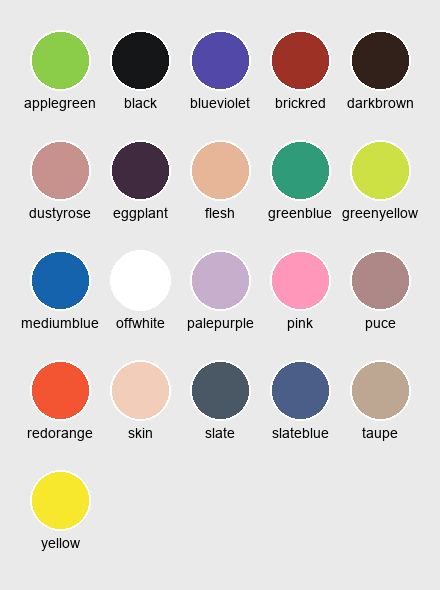 applegreen black blueviolet brickred darkbrown
dustyrose eggplant flesh greenblue greenyellow
mediumblue offwhite palepurple pink puce
redorange skin slate slateblue taupe
yellow